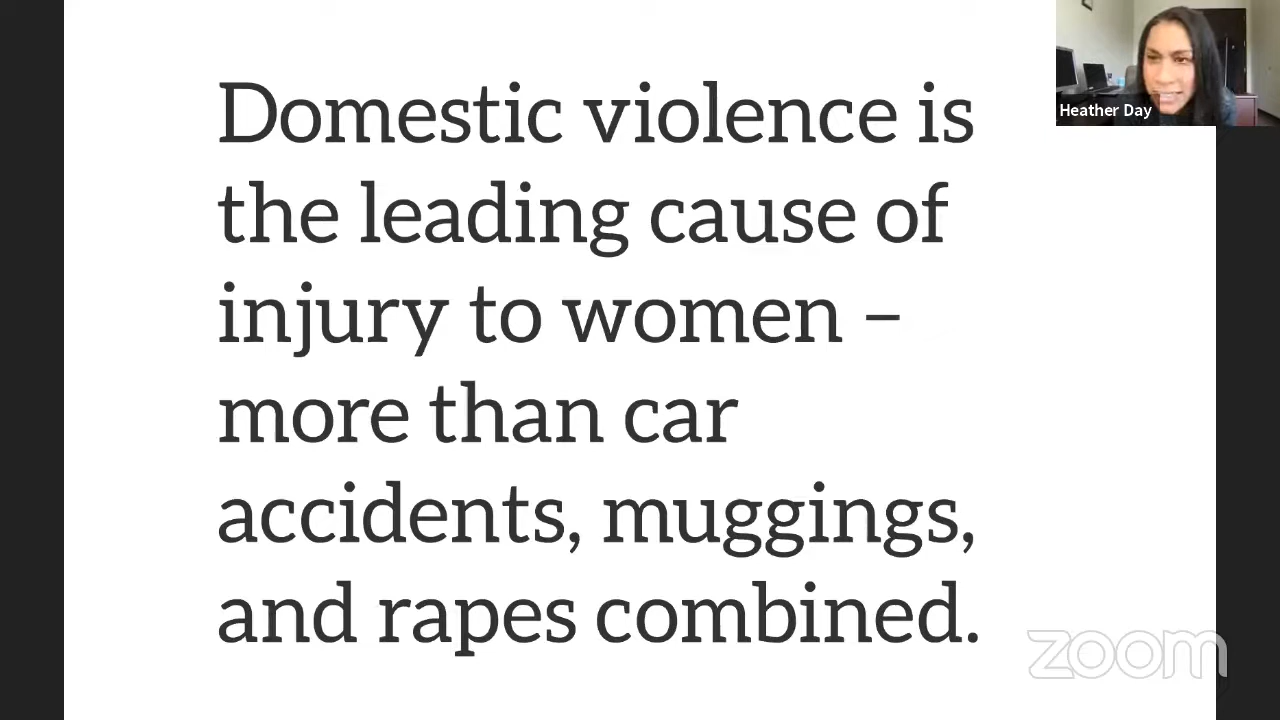 Domestic violence is
the leading cause of
injury to women –
more than car
accidents, muggings,
and rapes combined.
Heather Day
zoom